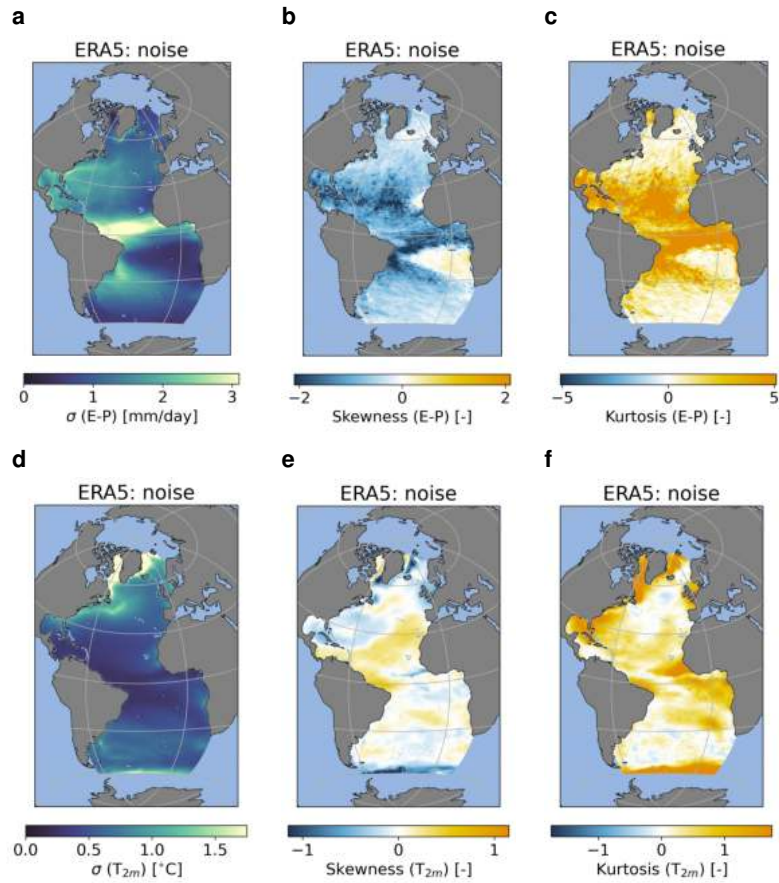 a
b
c
ERA5: noise
ERA5: noise
ERA5: noise
0 1 2 3
σ (E-P) [mm/day]
−2 0 2
Skewness (E-P) [-]
−5 0 5
Kurtosis (E-P) [-]
d
e
f
ERA5: noise
ERA5: noise
ERA5: noise
0.0 0.5 1.0 1.5
σ (T2m) [°C]
−1 0 1
Skewness (T2m) [-]
−1 0 1
Kurtosis (T2m) [-]